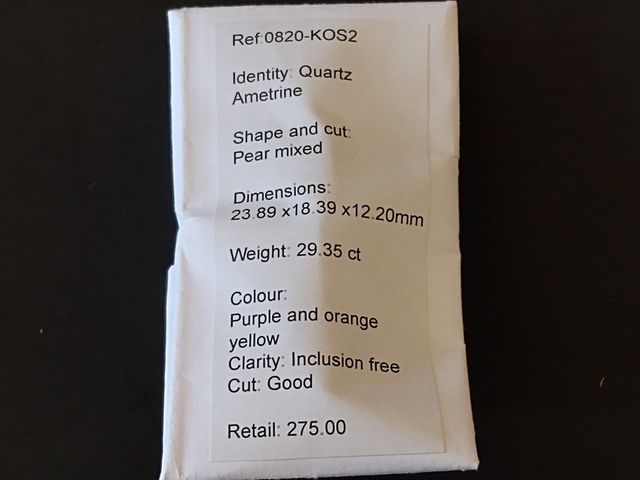 Ref:0820-KOS2
Identity: Quartz
Ametrine
Shape and cut:
Pear mixed
Dimensions:
23.89 x18.39 x12.20mm
Weight: 29.35 ct
Colour:
Purple and orange
yellow
Clarity: Inclusion free
Cut: Good
Retail: 275.00